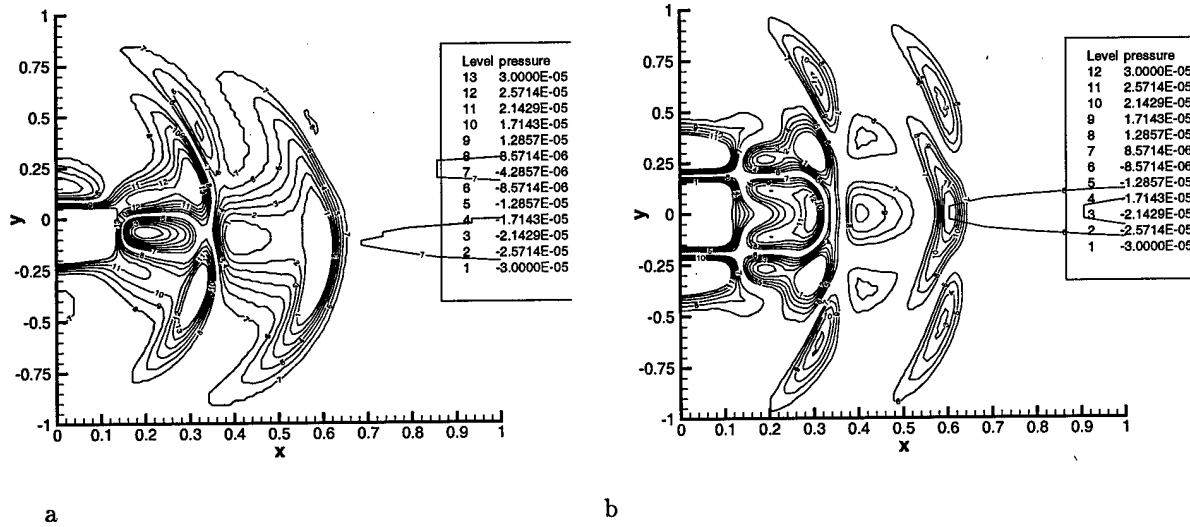 1
0.75
0.5
0.25
0
-0.25
-0.5
-0.75
-1
y
0 0.1 0.2 0.3 0.4 0.5 0.6 0.7 0.8 0.9 1
x
Level pressure
13 3.0000E-05
12 2.5714E-05
11 2.1429E-05
10 1.7143E-05
9 1.2857E-05
8 8.5714E-06
7 -4.2857E-06
6 -8.5714E-06
5 -1.2857E-05
4 -1.7143E-05
3 -2.1429E-05
2 -2.5714E-05
1 -3.0000E-05
a
1
0.75
0.5
0.25
0
-0.25
-0.5
-0.75
-1
y
0 0.1 0.2 0.3 0.4 0.5 0.6 0.7 0.8 0.9 1
x
Level pressure
12 3.0000E-05
11 2.5714E-05
10 2.1429E-05
9 1.7143E-05
8 1.2857E-05
7 8.5714E-06
6 -8.5714E-06
5 -1.2857E-05
4 -1.7143E-05
3 -2.1429E-05
2 -2.5714E-05
1 -3.0000E-05
b